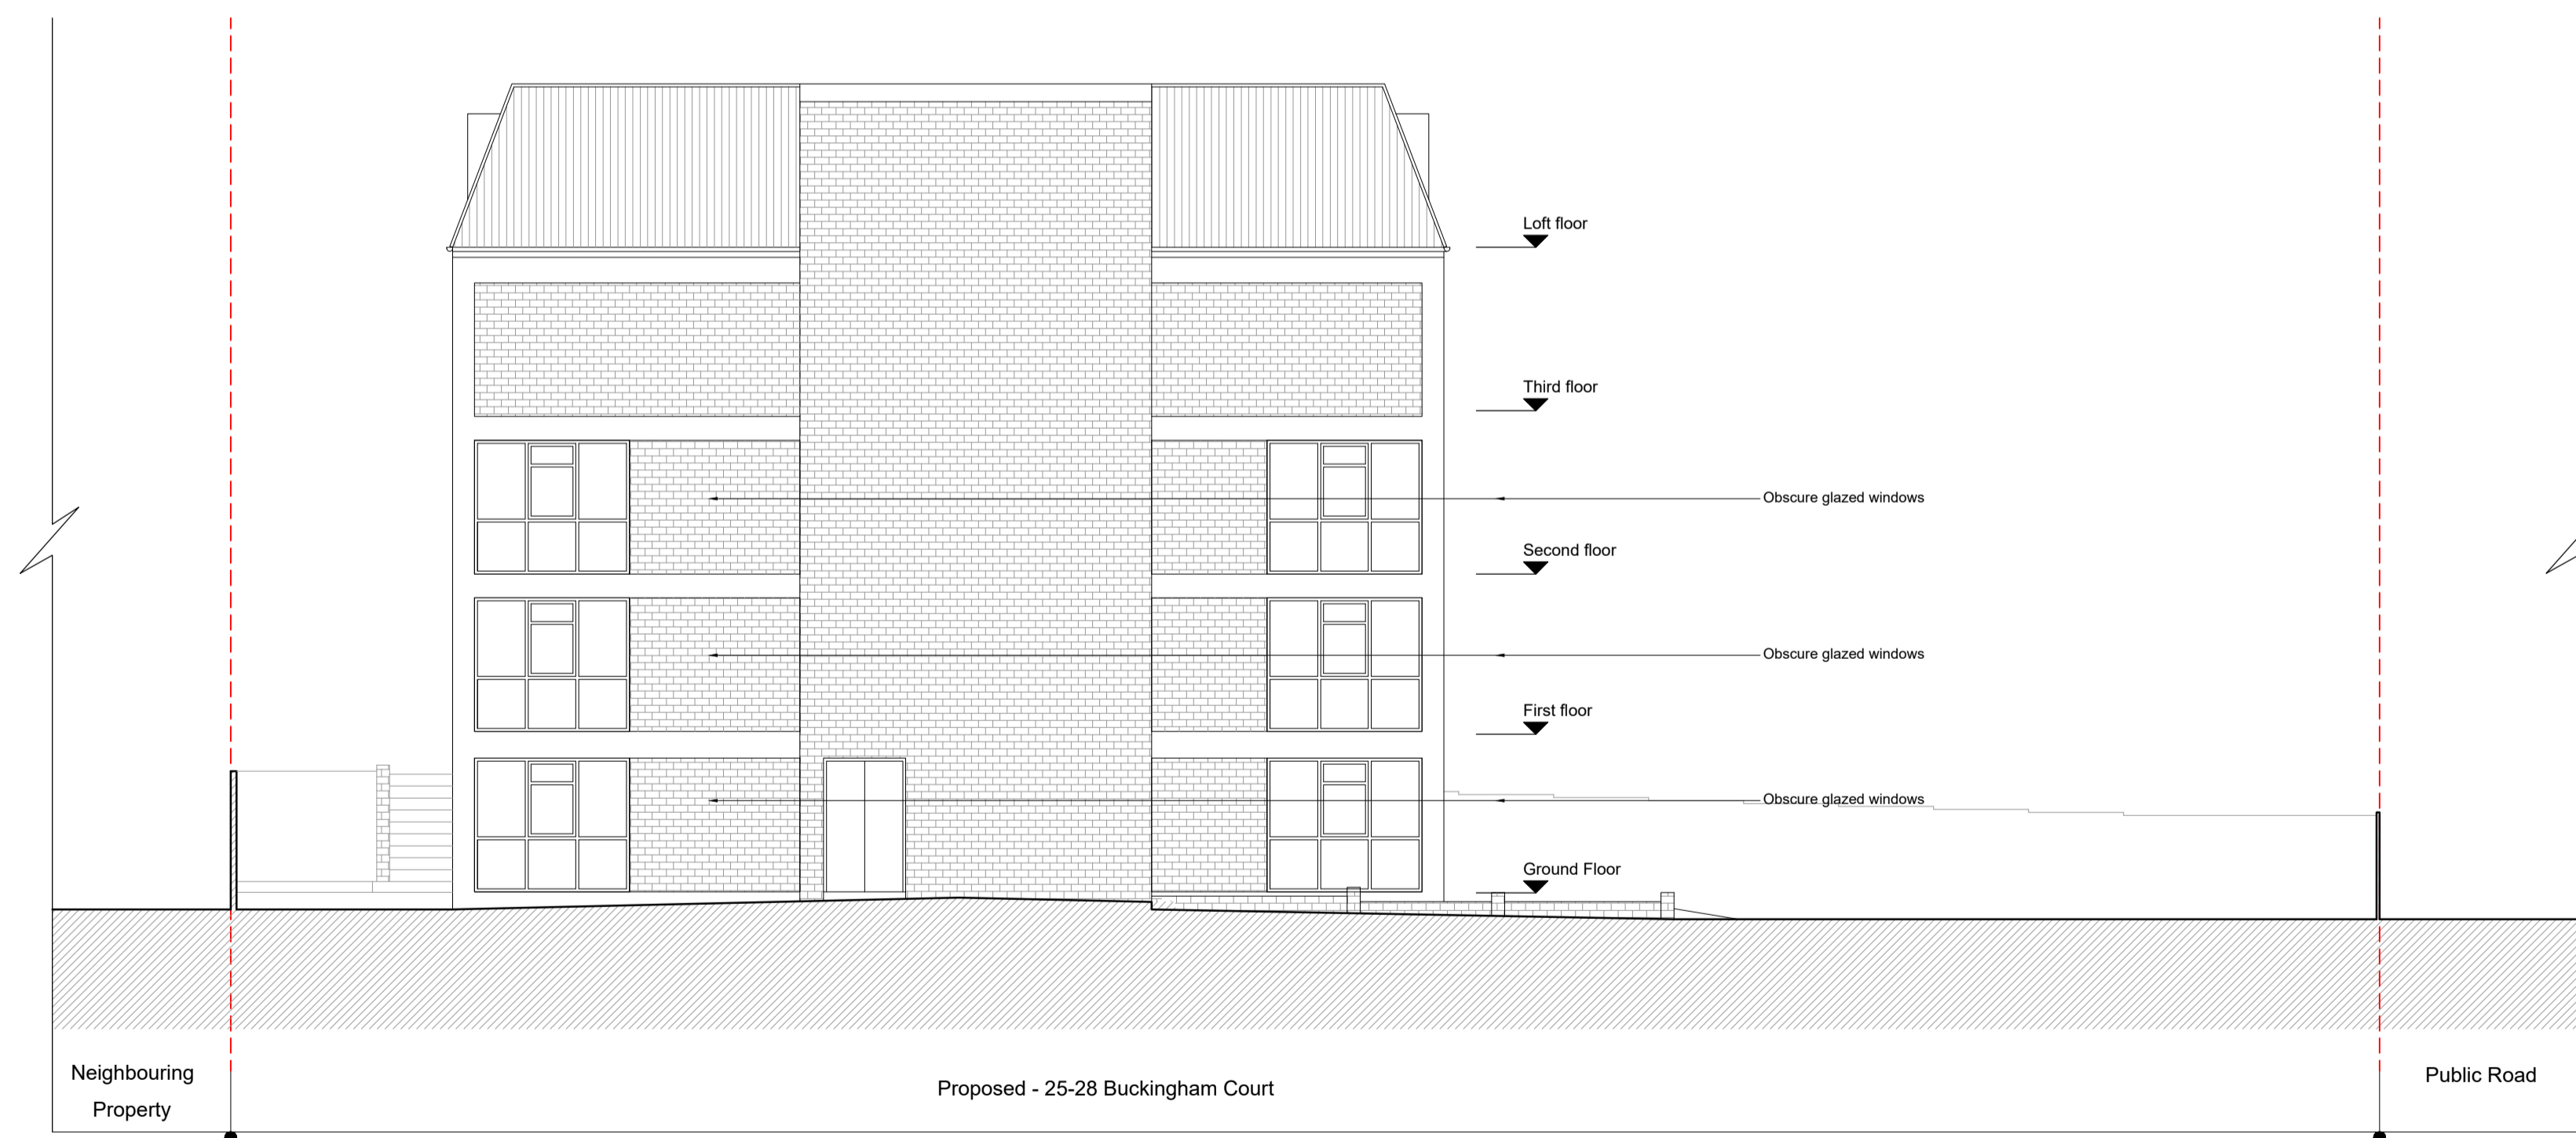 Loft floor
Third floor
Obscure glazed windows
Second floor
Obscure glazed windows
First floor
Obscure glazed windows
Ground Floor
Neighbouring
Property
Proposed - 25-28 Buckingham Court
Public Road